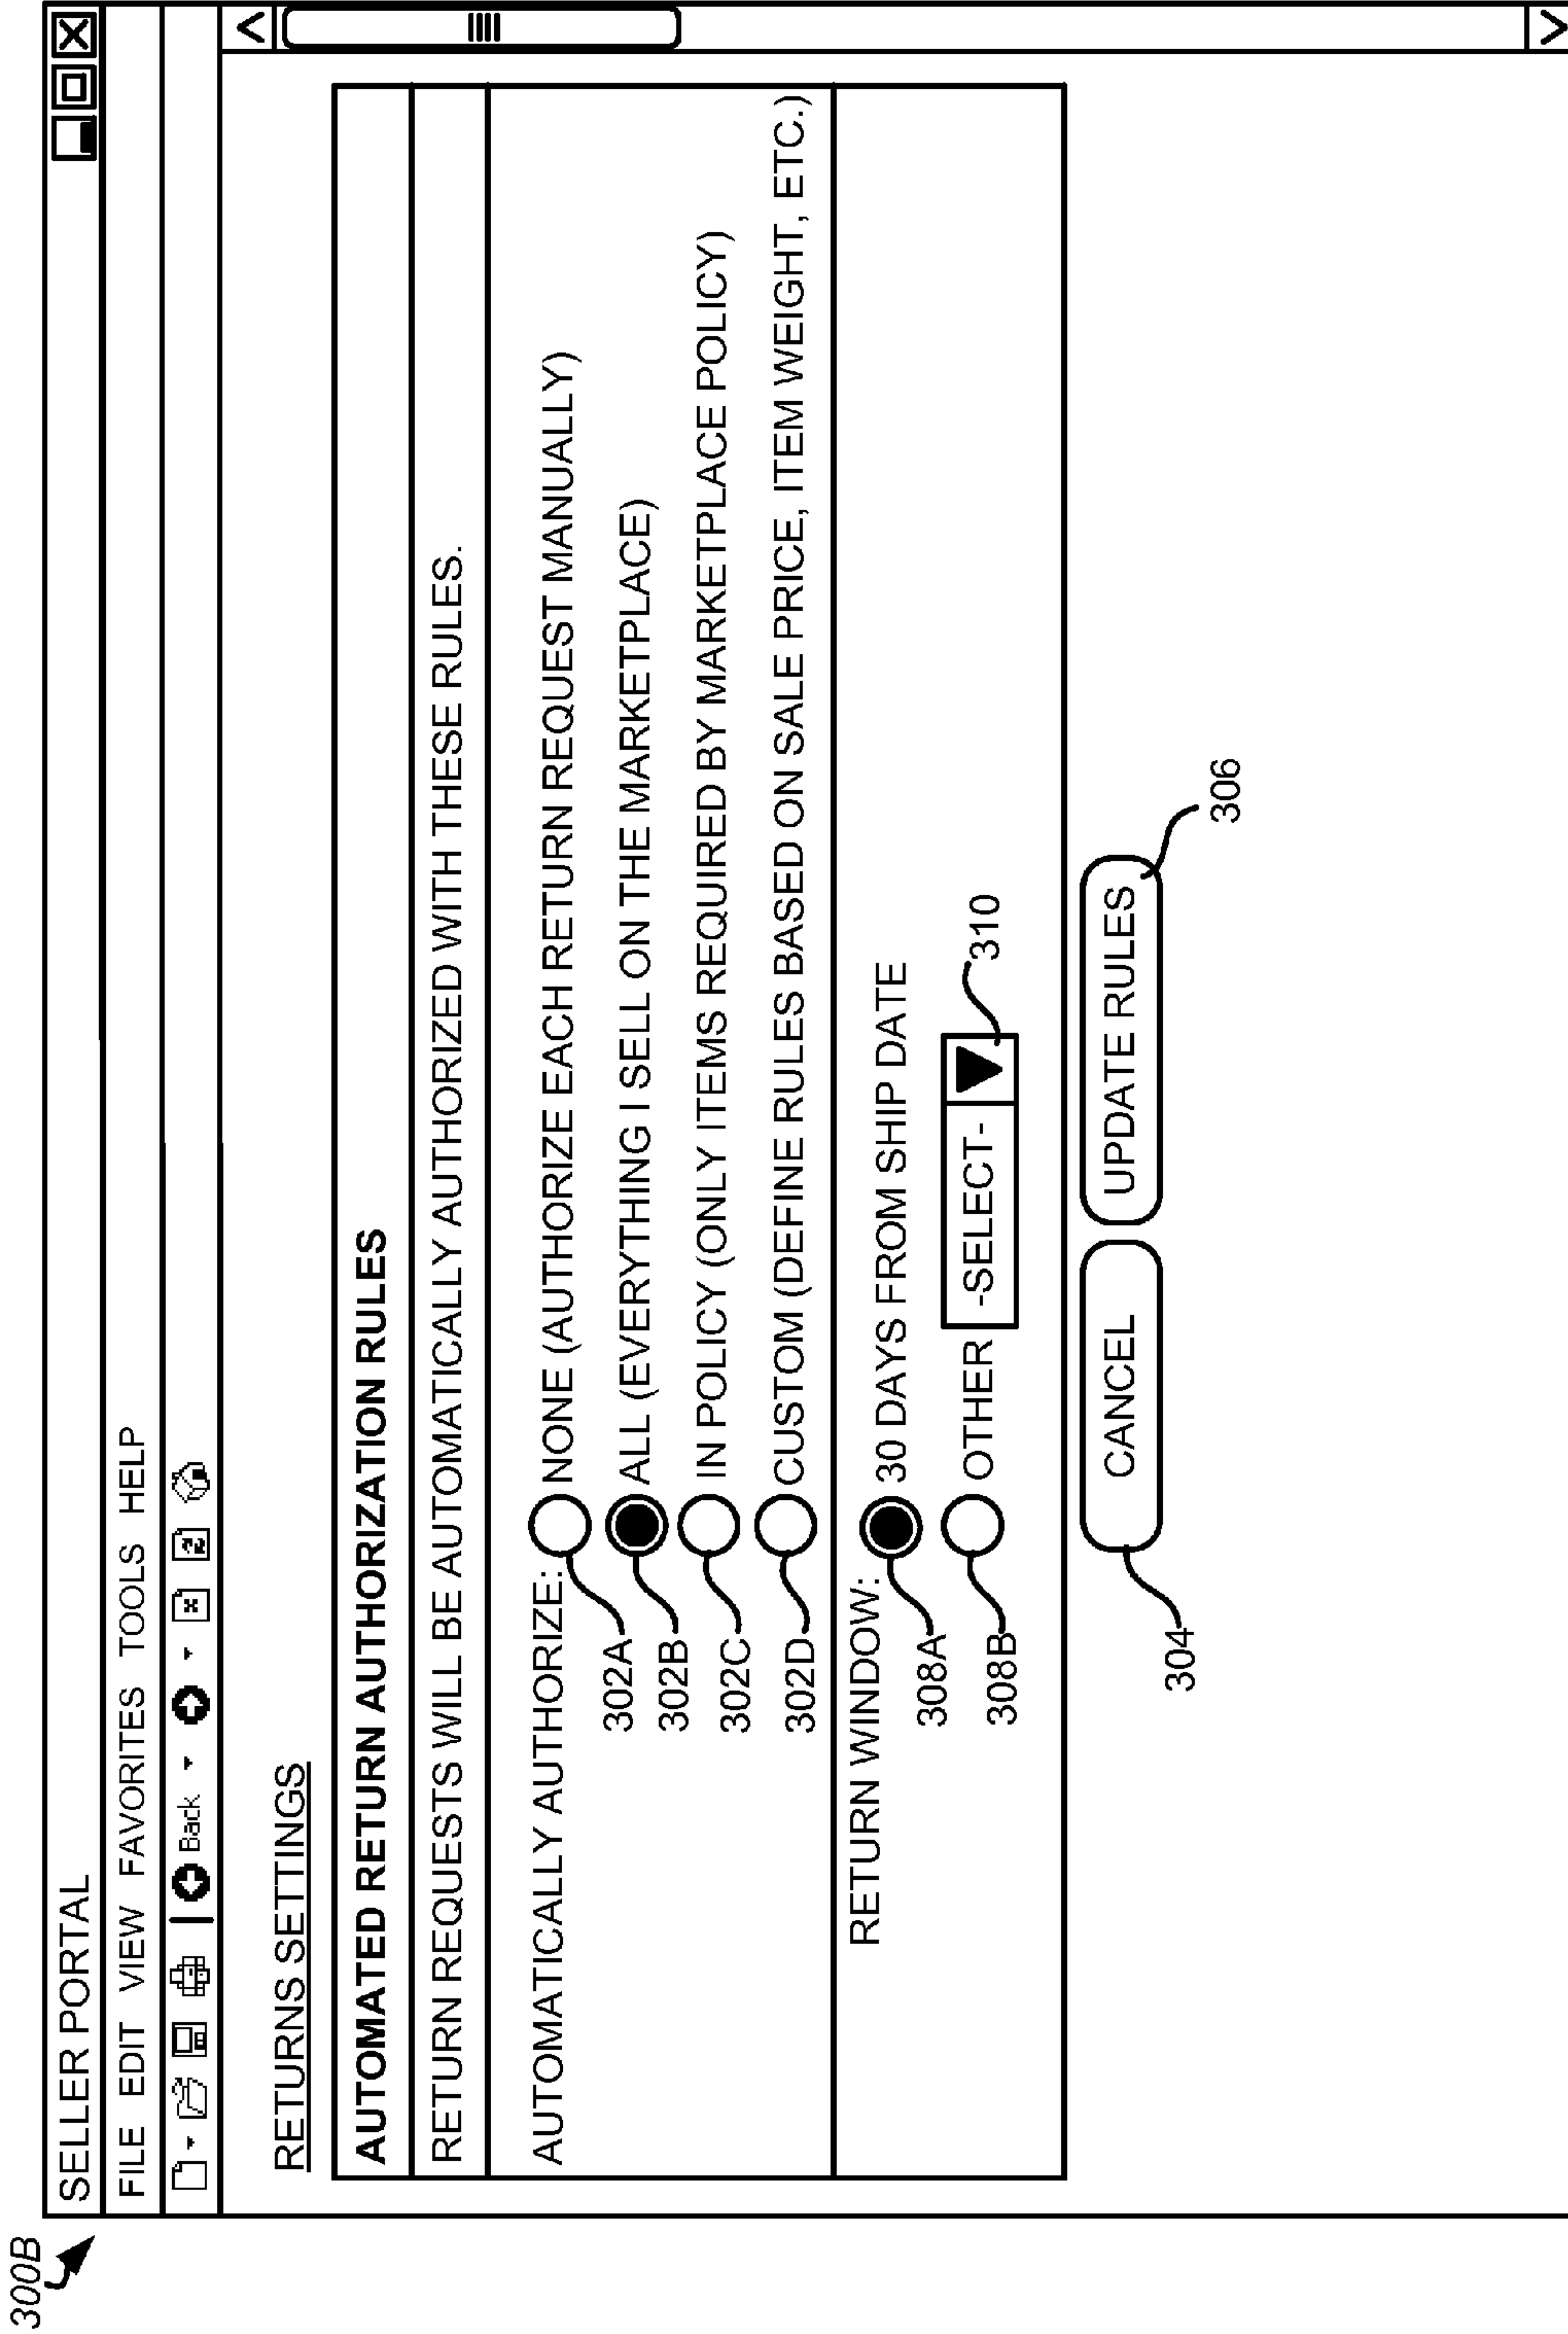 300B
SELLER PORTAL
FILE EDIT VIEW FAVORITES TOOLS HELP
Back
RETURNS SETTINGS
AUTOMATED RETURN AUTHORIZATION RULES
RETURN REQUESTS WILL BE AUTOMATICALLY AUTHORIZED WITH THESE RULES.
AUTOMATICALLY AUTHORIZE: NONE (AUTHORIZE EACH RETURN REQUEST MANUALLY)
302A
ALL (EVERYTHING I SELL ON THE MARKETPLACE)
302B
IN POLICY (ONLY ITEMS REQUIRED BY MARKETPLACE POLICY)
302C
CUSTOM (DEFINE RULES BASED ON SALE PRICE, ITEM WEIGHT, ETC.)
302D
RETURN WINDOW: 30 DAYS FROM SHIP DATE
308A
OTHER -SELECT- 310
308B
CANCEL UPDATE RULES
304 306